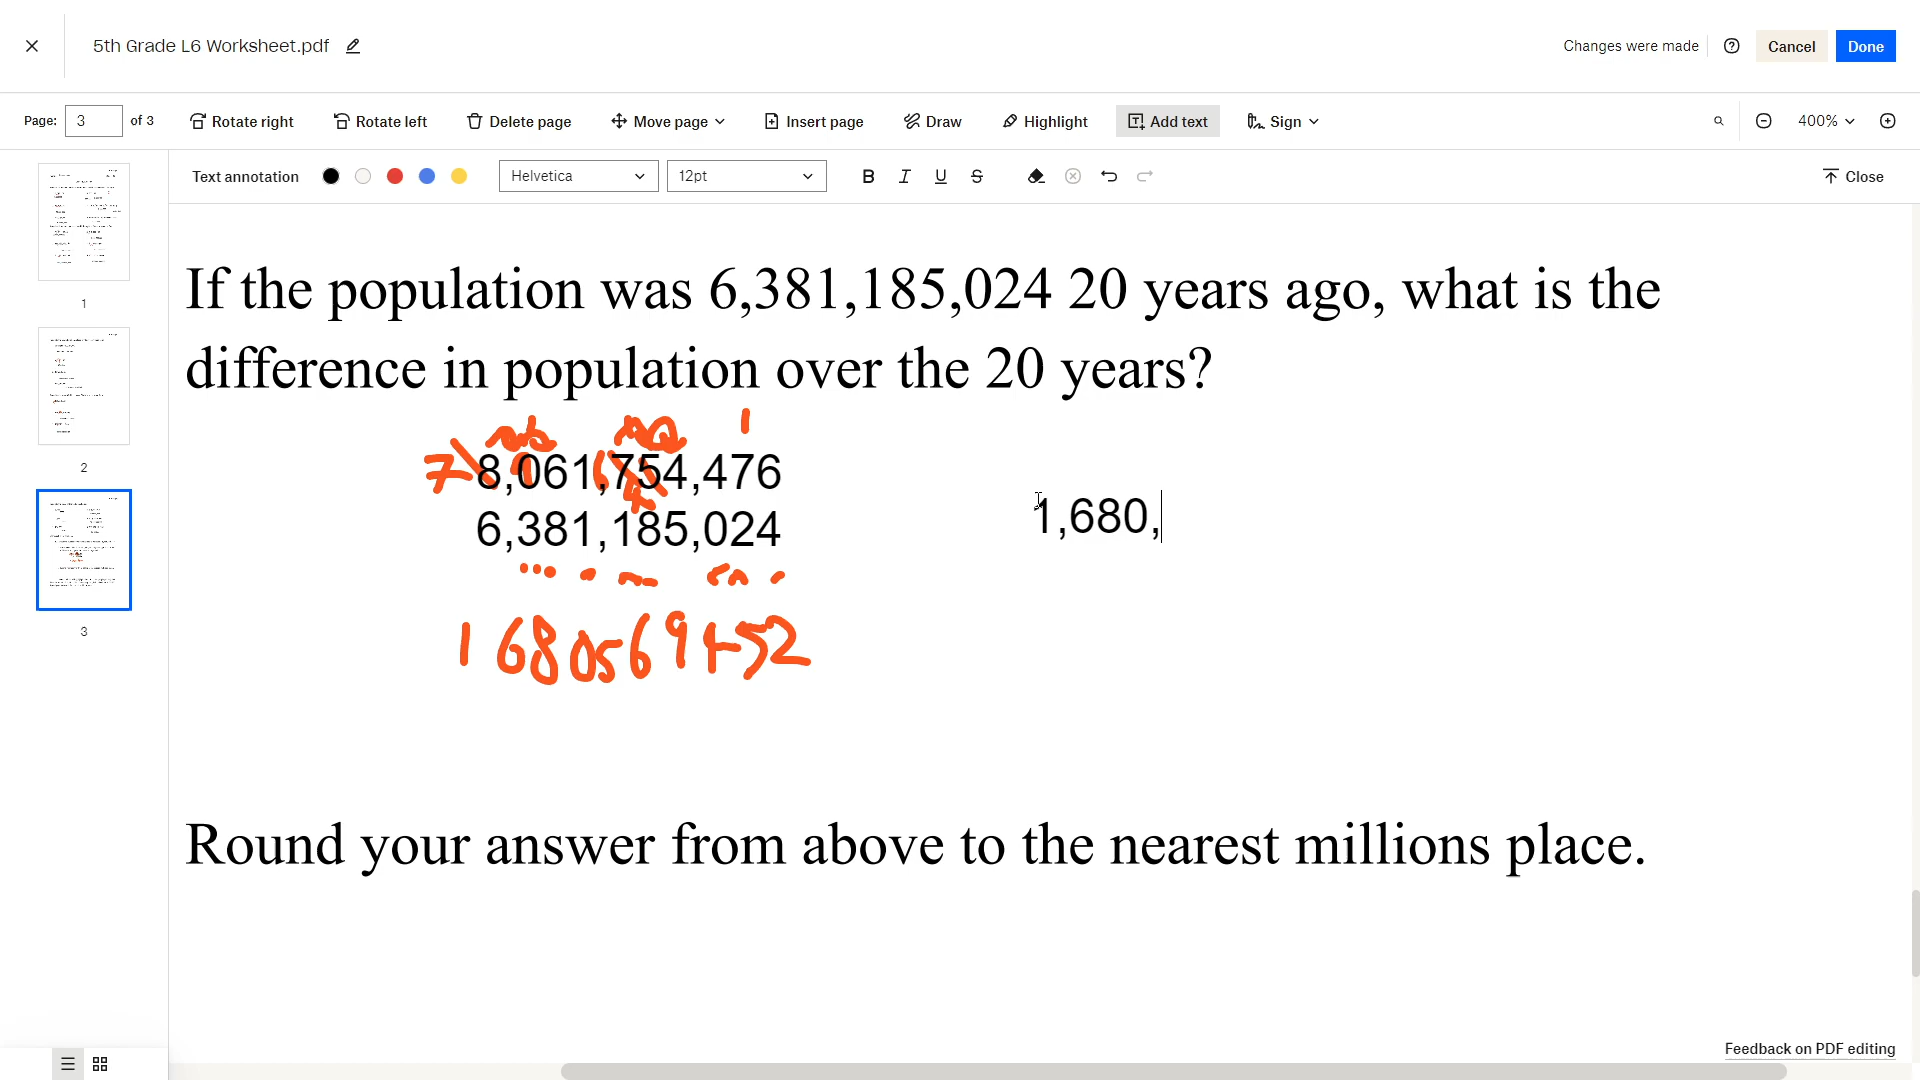 5th Grade L6 Worksheet.pdf
Changes were made
Cancel
Done
Page: 3 of 3
Rotate right
Rotate left
Delete page
Move page
Insert page
Draw
Highlight
Add text
Sign
400%
Text annotation
Helvetica
12pt
B I U S
Close
If the population was 6,381,185,024 20 years ago, what is the
difference in population over the 20 years?
1
7 8,061,754,476
6,381,185,024
1,680,
1680569452
Round your answer from above to the nearest millions place.
1
2
3
Feedback on PDF editing